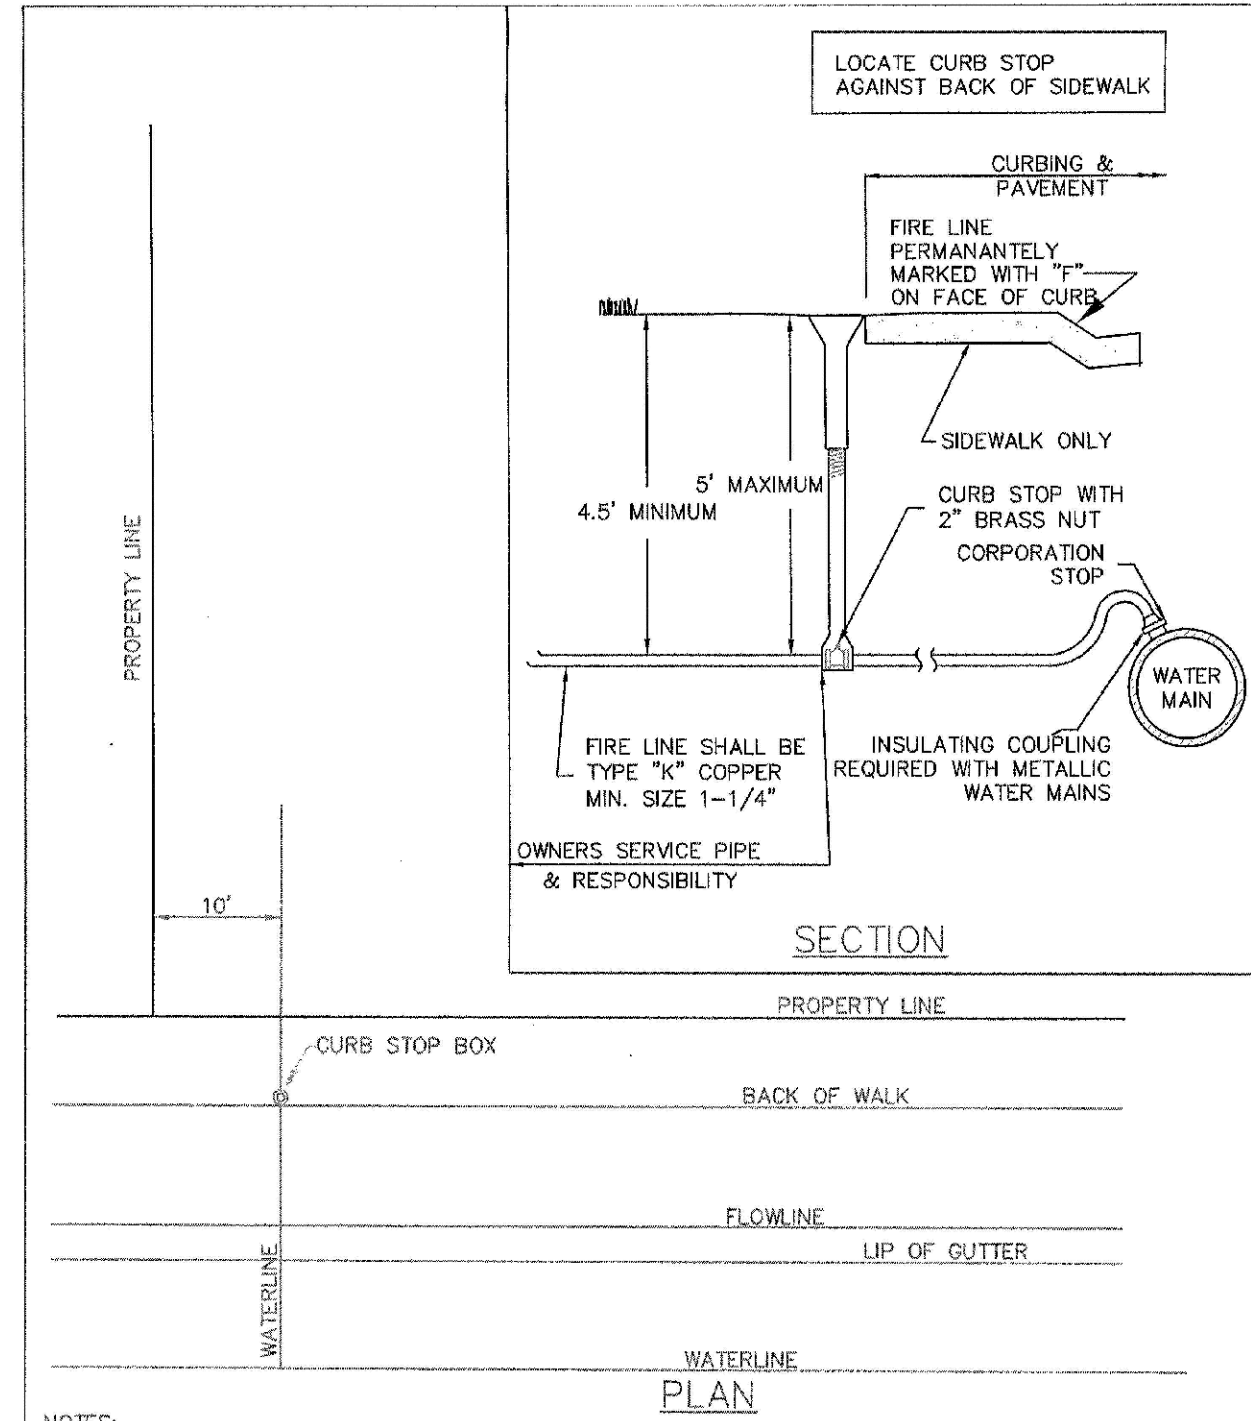 LOCATE CURB STOP
AGAINST BACK OF SIDEWALK
CURBING &
PAVEMENT
FIRE LINE
PERMANANTELY
MARKED WITH "F"
ON FACE OF CURB
SIDEWALK ONLY
5' MAXIMUM
4.5' MINIMUM
CURB STOP WITH
2" BRASS NUT
CORPORATION
STOP
WATER
MAIN
FIRE LINE SHALL BE
TYPE "K" COPPER
MIN. SIZE 1-1/4"
INSULATING COUPLING
REQUIRED WITH METALLIC
WATER MAINS
OWNERS SERVICE PIPE
& RESPONSIBILITY
SECTION
PROPERTY LINE
10'
PROPERTY LINE
CURB STOP BOX
BACK OF WALK
FLOWLINE
LIP OF GUTTER
WATERLINE
WATERLINE
PLAN
NOTES: